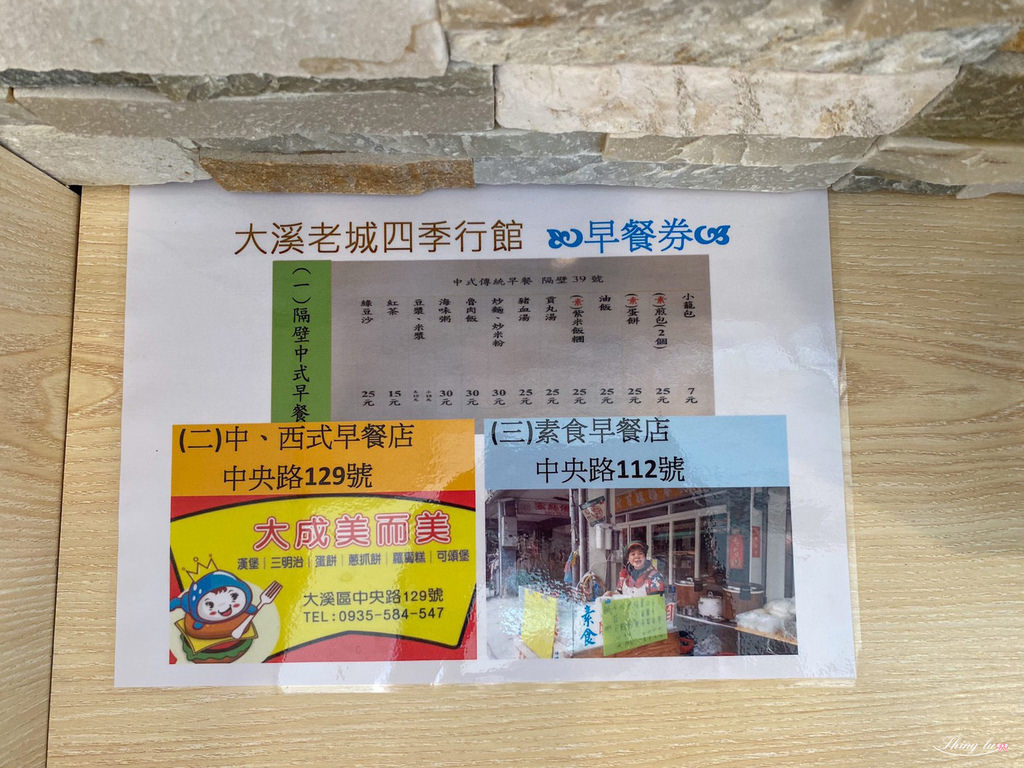 大溪老城四季行館 早餐券
(一)隔壁中式早餐
中式傳統早餐 隔壁39號
小籠包 7元
(素)煎包(2個) 25元
(素)蛋餅 25元
油飯 25元
(素)紫米飯糰 25元
貢丸湯 25元
豬血湯 25元
炒麵、炒米粉 30元
魯肉飯 30元
海味粥 30元
豆漿、米漿
紅茶 15元
綠豆沙 25元
(二)中、西式早餐店
中央路129號
大成美而美
漢堡|三明治|蛋餅|蔥抓餅|蘿蔔糕|可頌堡
大溪區中央路129號
TEL:0935-584-547
(三)素食早餐店
中央路112號
素食